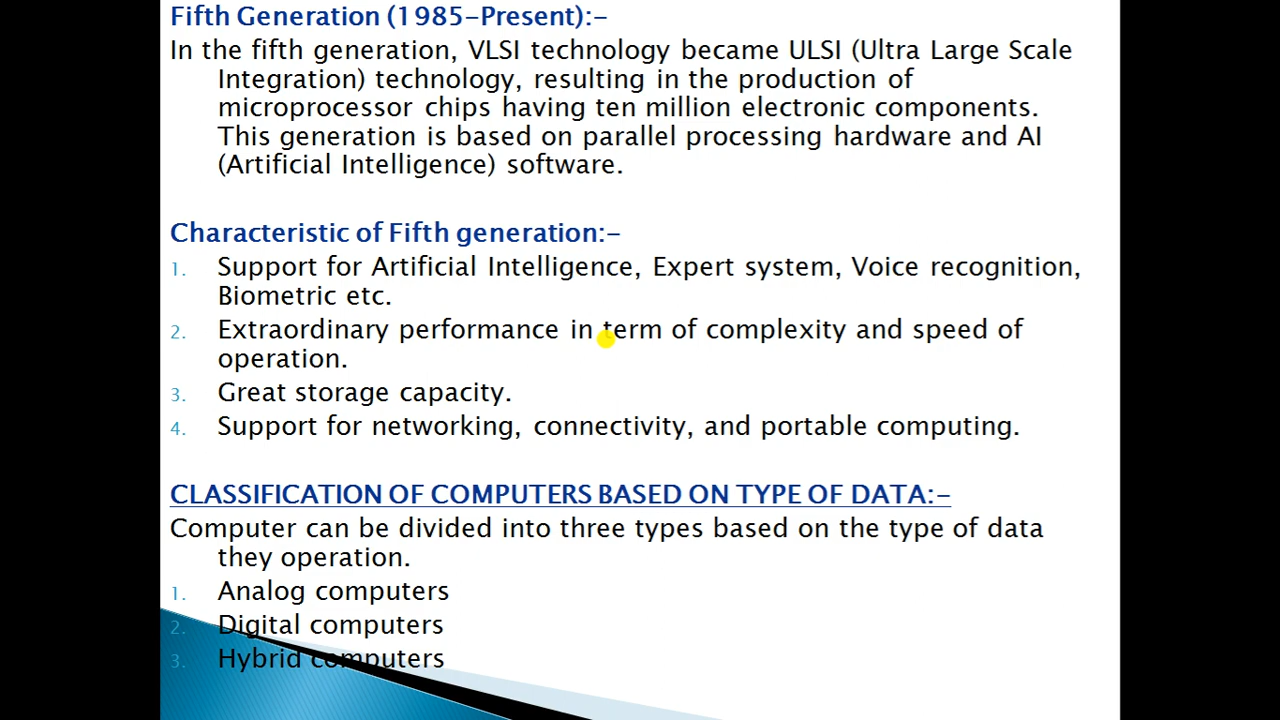 Fifth Generation (1985-Present):-
In the fifth generation, VLSI technology became ULSI (Ultra Large Scale
Integration) technology, resulting in the production of
microprocessor chips having ten million electronic components.
This generation is based on parallel processing hardware and AI
(Artificial Intelligence) software.
Characteristic of Fifth generation:-
1. Support for Artificial Intelligence, Expert system, Voice recognition,
Biometric etc.
2. Extraordinary performance in term of complexity and speed of
operation.
3. Great storage capacity.
4. Support for networking, connectivity, and portable computing.
CLASSIFICATION OF COMPUTERS BASED ON TYPE OF DATA:-
Computer can be divided into three types based on the type of data
they operation.
1. Analog computers
2. Digital computers
3. Hybrid computers